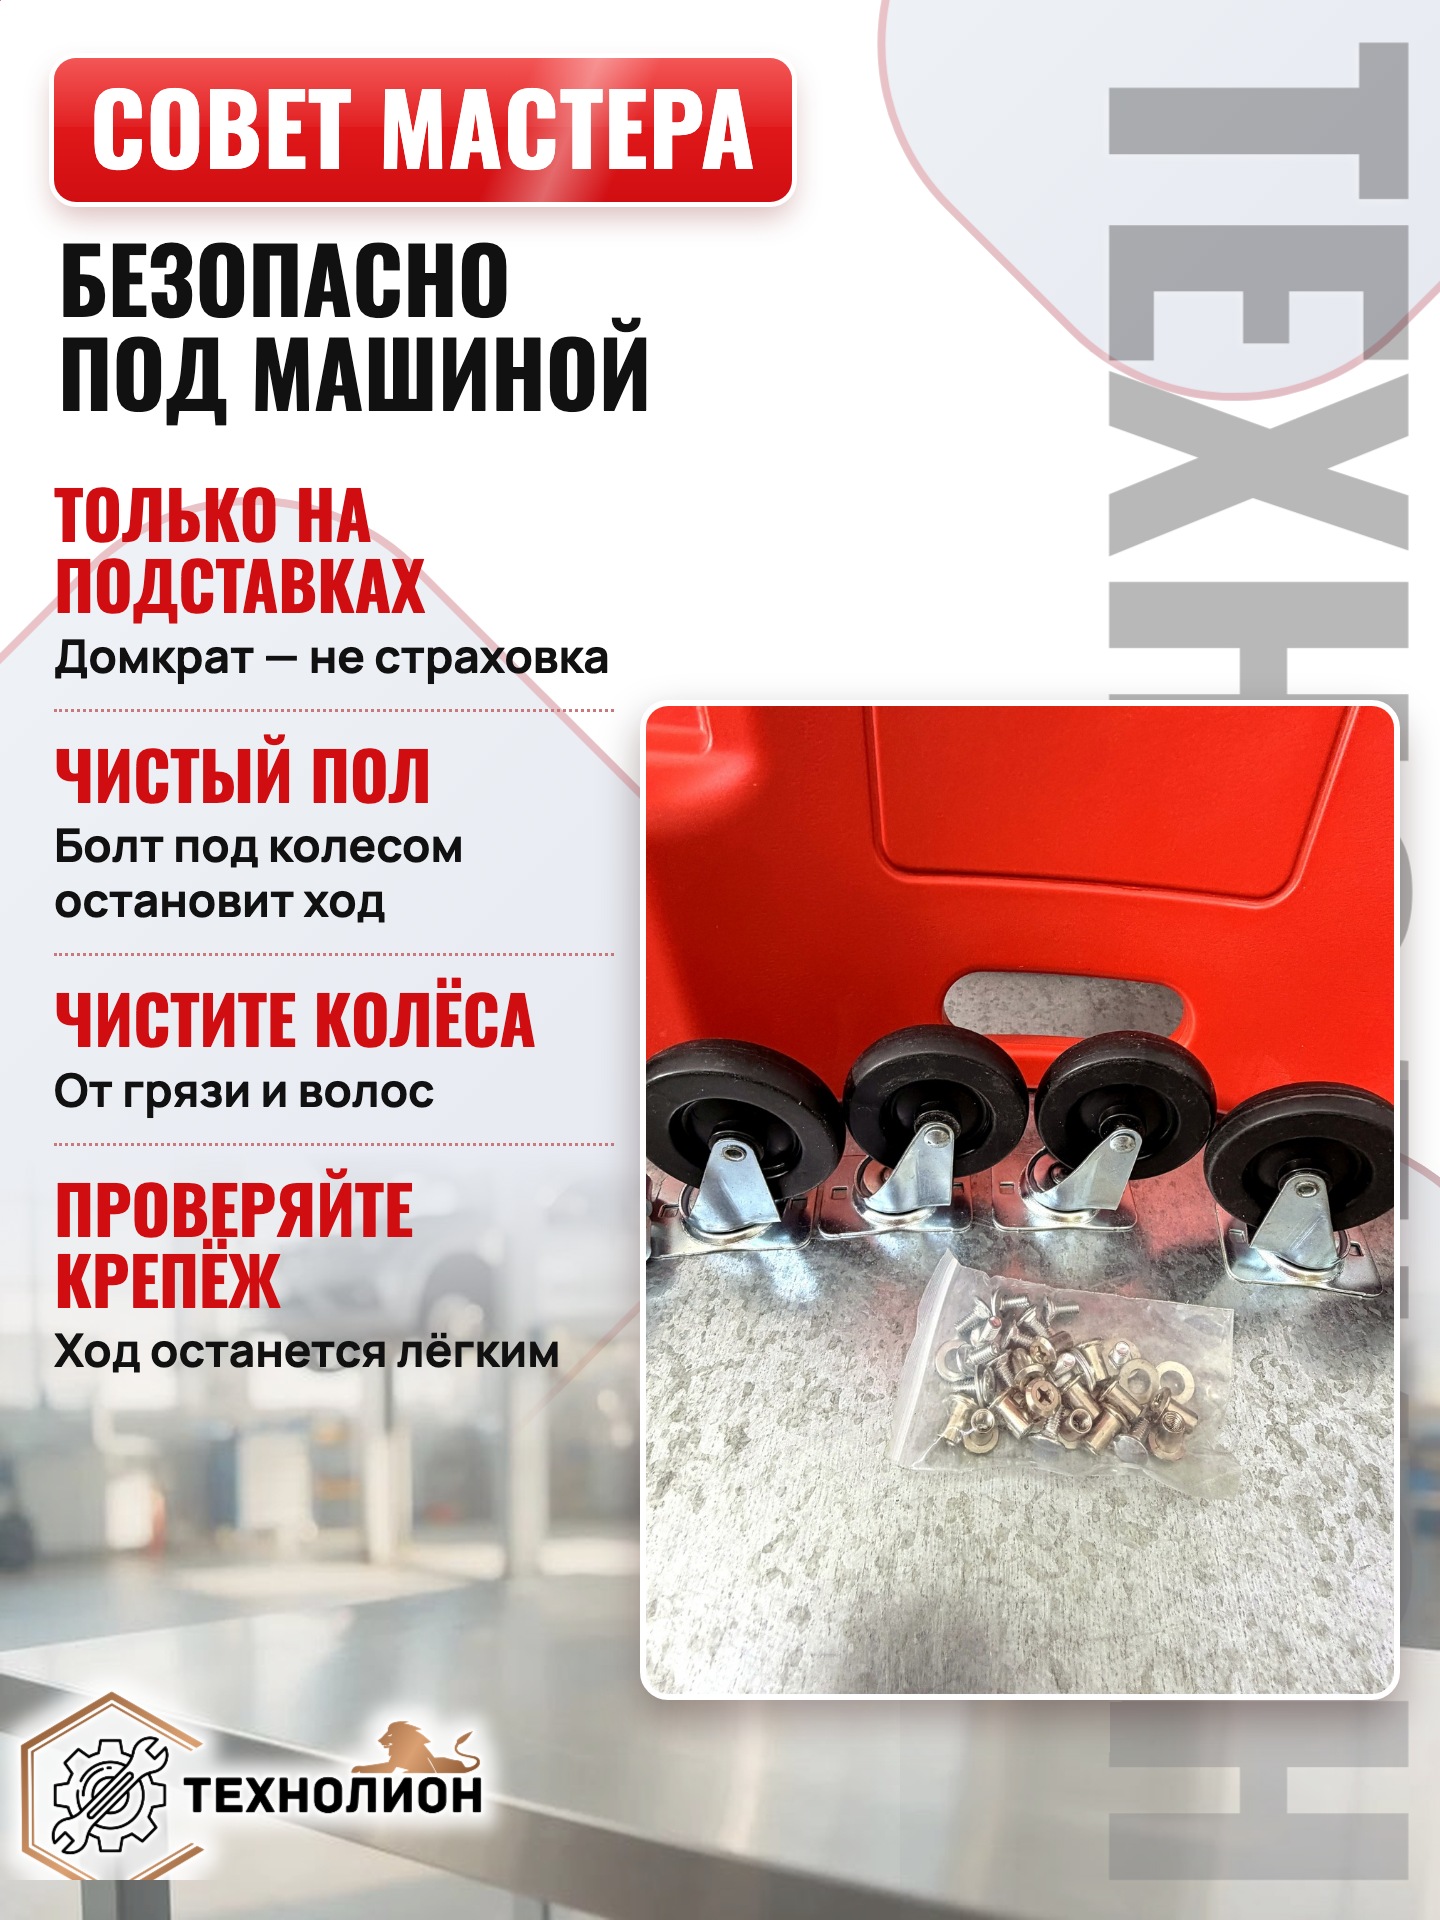 СОВЕТ МАСТЕРА
БЕЗОПАСНО
ПОД МАШИНОЙ
ТОЛЬКО НА
ПОДСТАВКАХ
Домкрат — не страховка
ЧИСТЫЙ ПОЛ
Болт под колесом
остановит ход
ЧИСТИТЕ КОЛЁСА
От грязи и волос
ПРОВЕРЯЙТЕ
КРЕПЁЖ
Ход останется лёгким
ТЕХНОЛИОН